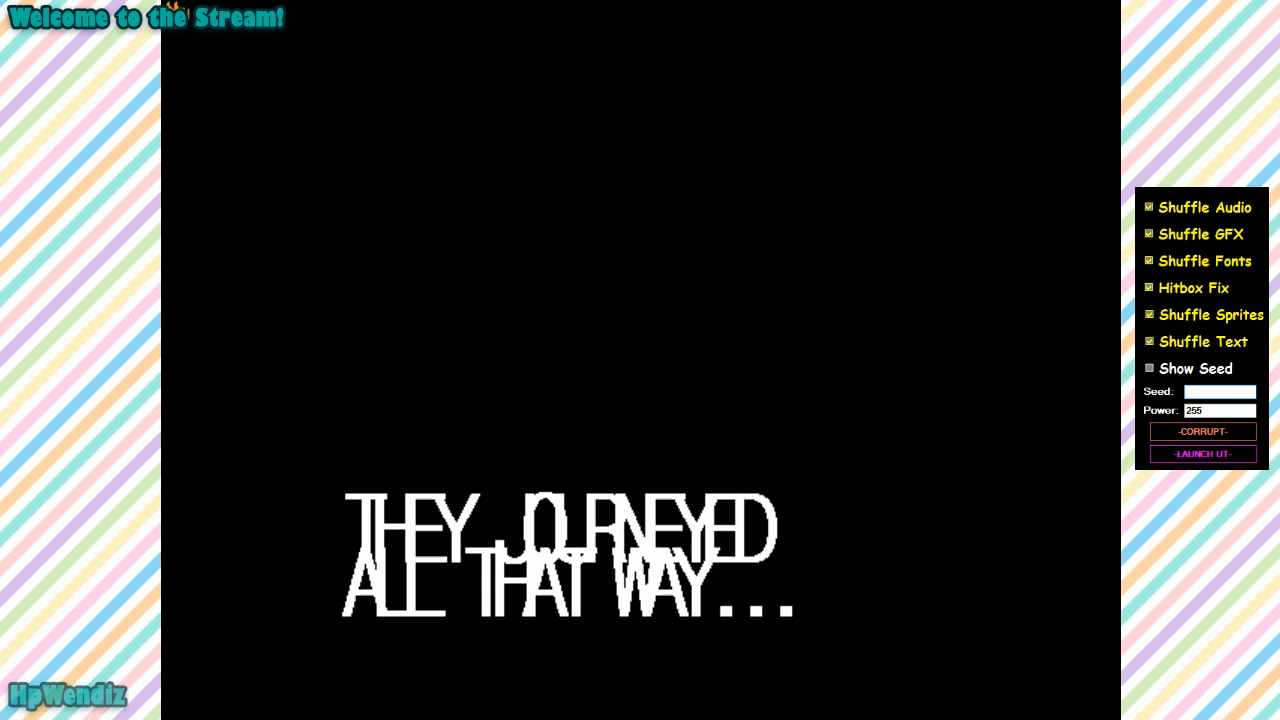 Welcome to the Stream!
Shuffle Audio
Shuffle GFX
Shuffle Fonts
Hitbox Fix
Shuffle Sprites
Shuffle Text
Show Seed
Seed:
Power: 255
-CORRUPT-
-LAUNCH UT-
THEY JOURNEYED
ALL THAT WAY...
HpWendiz